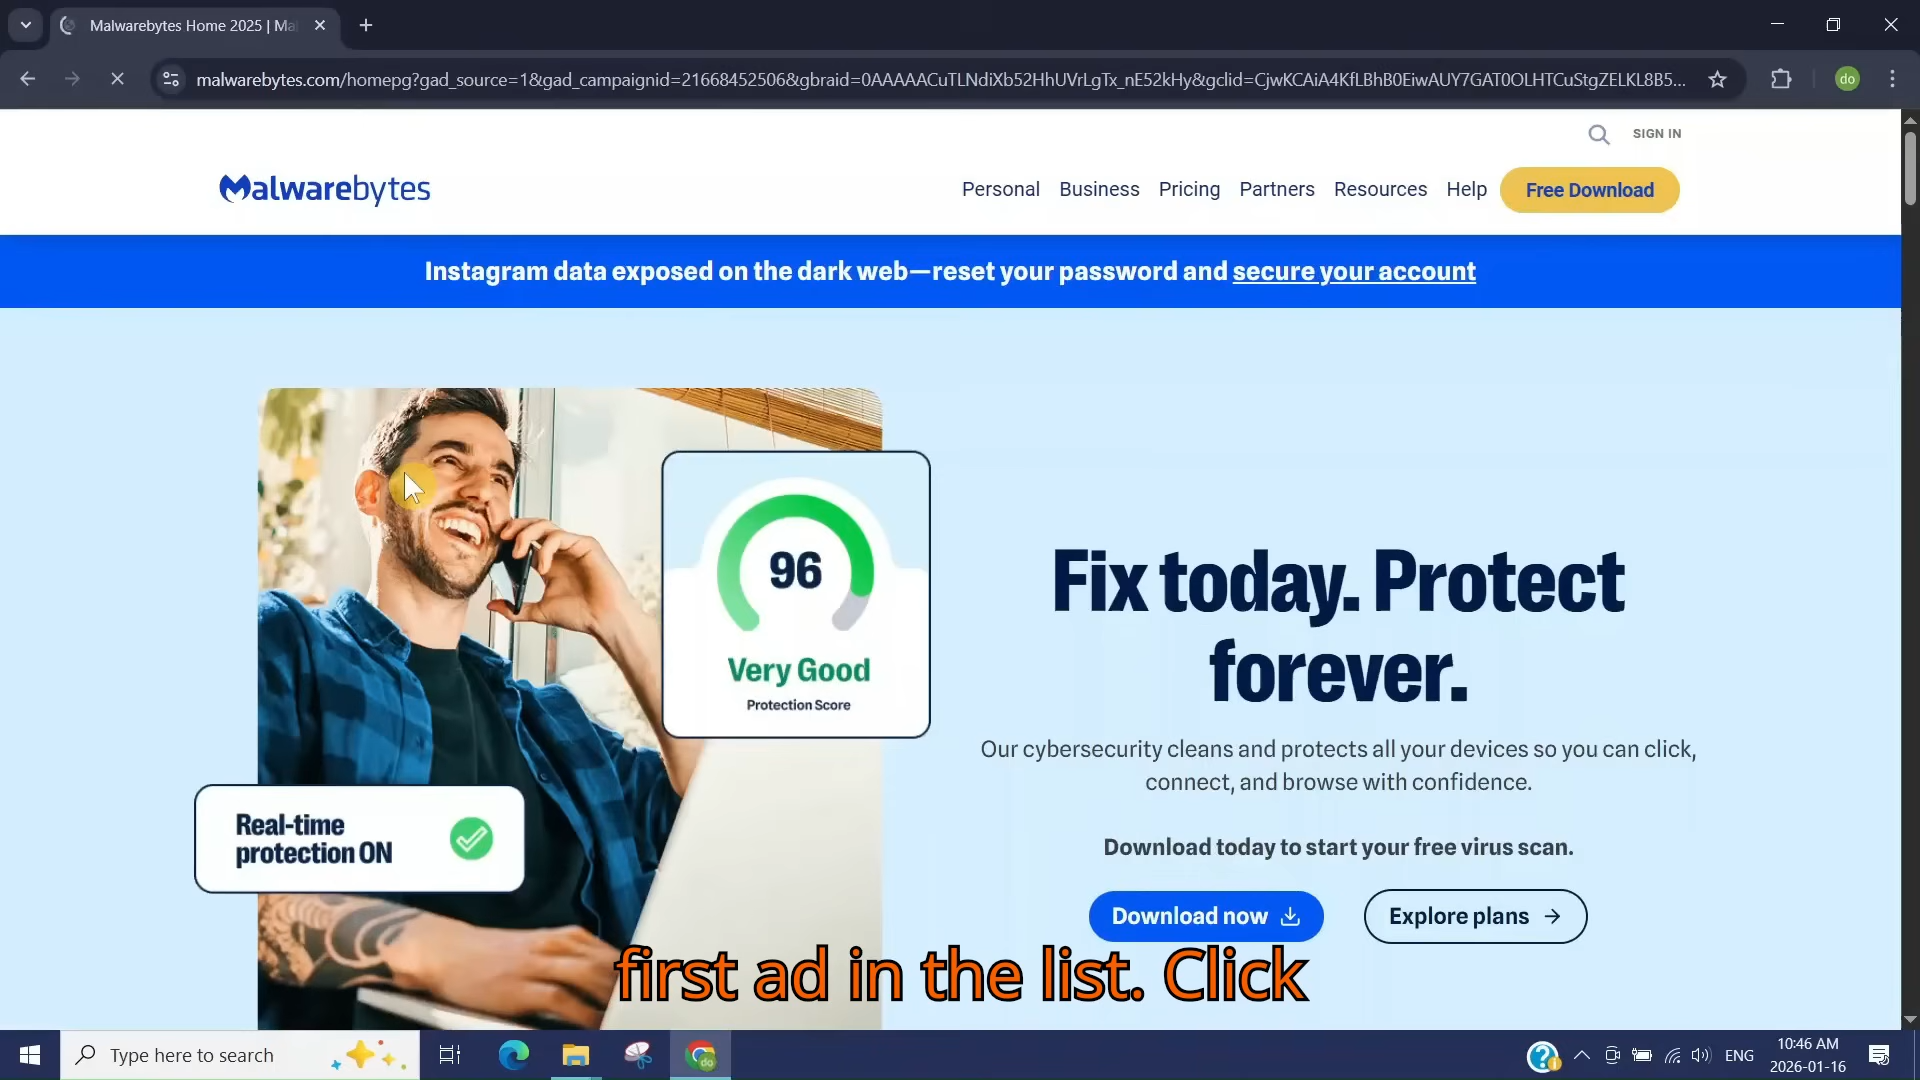 Malwarebytes Home 2025 | Ma
malwarebytes.com/homepg?gad_source=1&gad_campaignid=21668452506&gbraid=0AAAAACuTLNdiXb52HhUVrLgTx_nE52kHy&gclid=CjwKCAiA4KfLBhB0EiwAUY7GAT0OLHTCuStgZELKL8B5...
do
SIGN IN
Malwarebytes
Personal Business Pricing Partners Resources Help Free Download
Instagram data exposed on the dark web—reset your password and secure your account
96
Very Good
Protection Score
Real-time
protection ON
Fix today. Protect
forever.
Our cybersecurity cleans and protects all your devices so you can click,
connect, and browse with confidence.
Download today to start your free virus scan.
Download now Explore plans
first ad in the list. Click
Type here to search
do
ENG
10:46 AM
2026-01-16